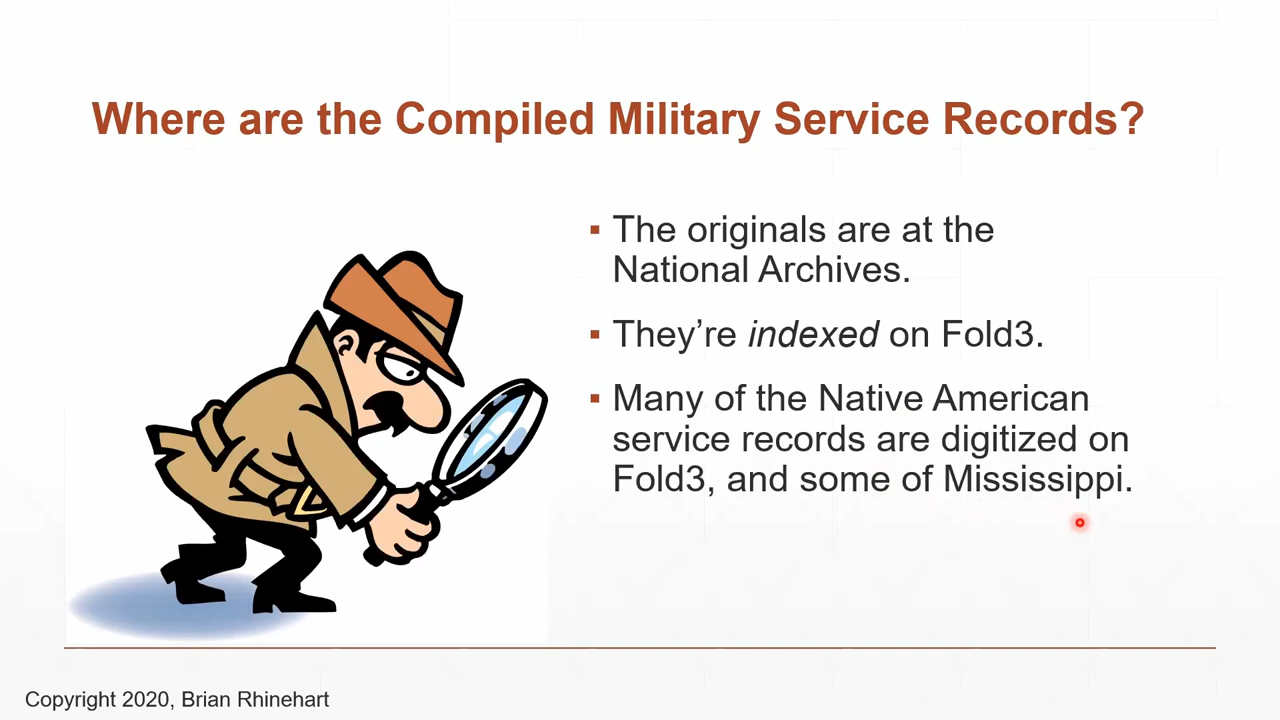 Where are the Compiled Military Service Records?
▪ The originals are at the
National Archives.
▪ They’re indexed on Fold3.
▪ Many of the Native American
service records are digitized on
Fold3, and some of Mississippi.
Copyright 2020, Brian Rhinehart